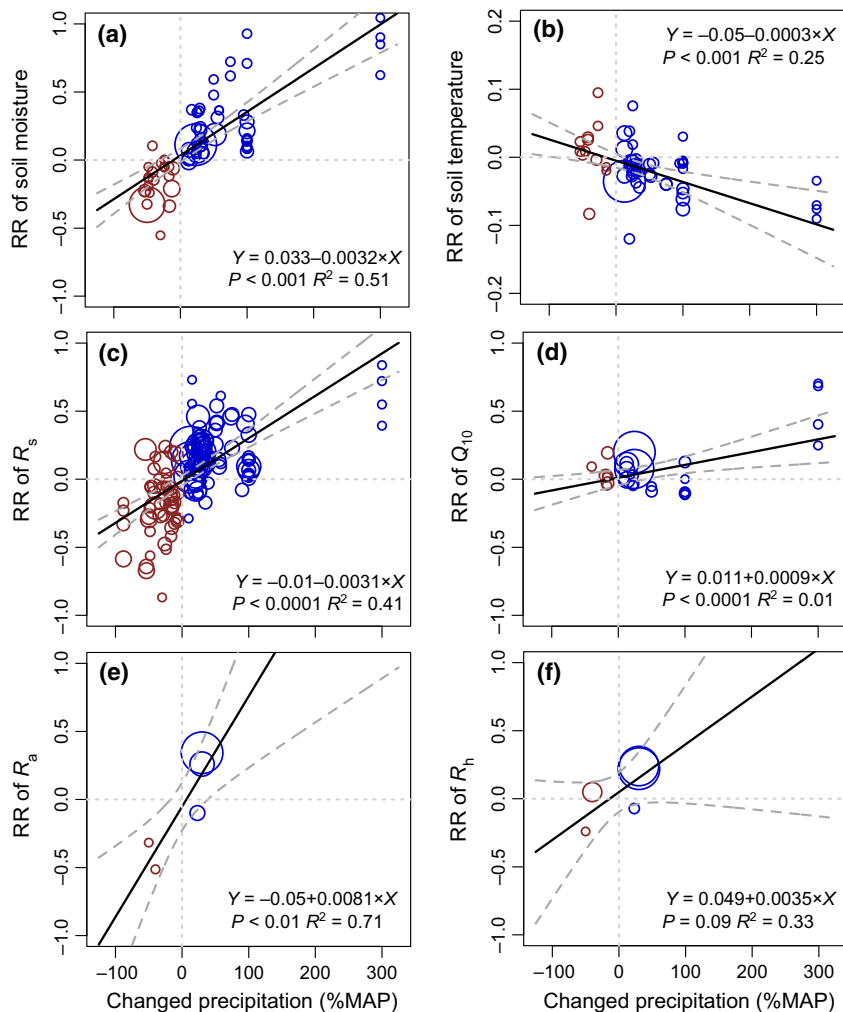 (a)
Y = 0.033–0.0032×X
P < 0.001 R² = 0.51
RR of soil moisture
1.0
0.5
0.0
−0.5
−1.0
(b)
Y = –0.05–0.0003×X
P < 0.001 R² = 0.25
RR of soil temperature
0.2
0.1
0.0
−0.1
−0.2
(c)
Y = –0.01–0.0031×X
P < 0.0001 R² = 0.41
RR of Rs
1.0
0.5
0.0
−0.5
−1.0
(d)
Y = 0.011+0.0009×X
P < 0.0001 R² = 0.01
RR of Q10
1.0
0.5
0.0
−0.5
−1.0
(e)
Y = –0.05+0.0081×X
P < 0.01 R² = 0.71
RR of Ra
1.0
0.5
0.0
−0.5
−1.0
−100 0 100 200 300
Changed precipitation (%MAP)
(f)
Y = 0.049+0.0035×X
P = 0.09 R² = 0.33
RR of Rh
1.0
0.5
0.0
−0.5
−1.0
−100 0 100 200 300
Changed precipitation (%MAP)